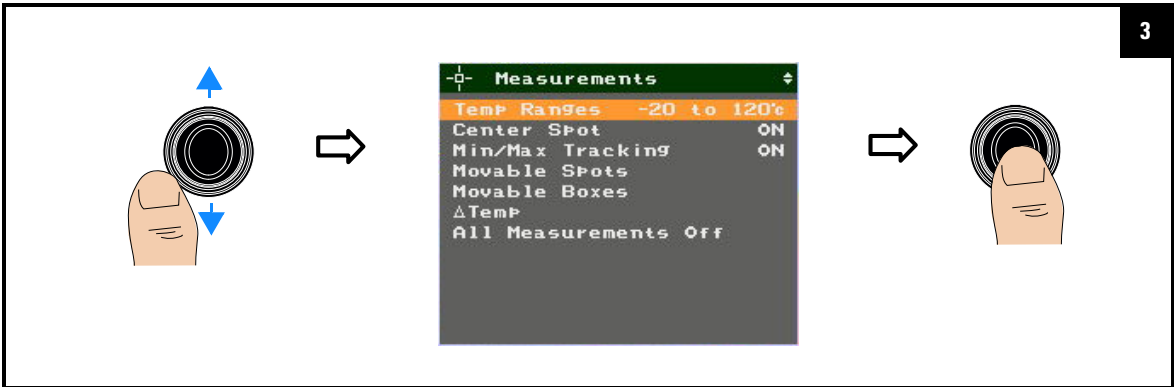 3
Measurements
Temp Ranges -20 to 120°c
Center Spot ON
Min/Max Tracking ON
Movable Spots
Movable Boxes
ΔTemp
All Measurements Off